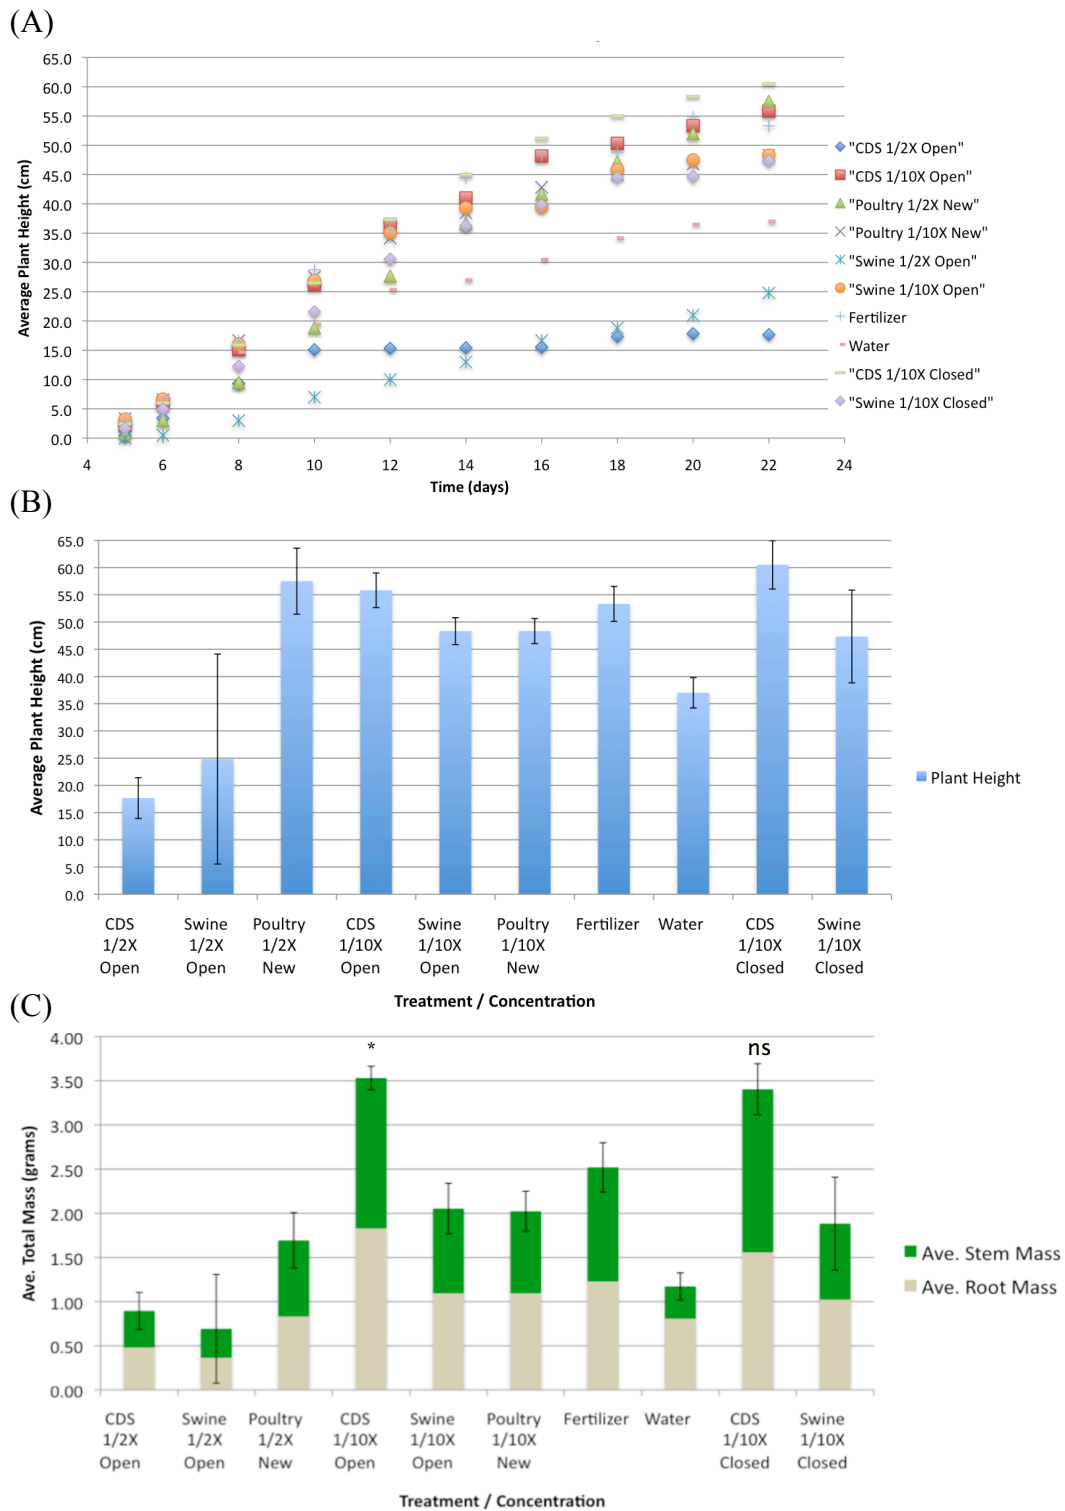 (A)
65.0
60.0
55.0
50.0
45.0
40.0
35.0
30.0
25.0
20.0
15.0
10.0
5.0
0.0
Average Plant Height (cm)
4 6 8 10 12 14 16 18 20 22 24
Time (days)
"CDS 1/2X Open"
"CDS 1/10X Open"
"Poultry 1/2X New"
"Poultry 1/10X New"
"Swine 1/2X Open"
"Swine 1/10X Open"
Fertilizer
Water
"CDS 1/10X Closed"
"Swine 1/10X Closed"
(B)
65.0
60.0
55.0
50.0
45.0
40.0
35.0
30.0
25.0
20.0
15.0
10.0
5.0
0.0
Average Plant Height (cm)
Plant Height
CDS Swine Poultry CDS Swine Poultry Fertilizer Water CDS Swine
1/2X 1/2X 1/2X 1/10X 1/10X 1/10X 1/10X 1/10X
Open Open New Open Open New Closed Closed
Treatment / Concentration
(C)
4.00
3.50
3.00
2.50
2.00
1.50
1.00
0.50
0.00
Ave. Total Mass (grams)
* ns
Ave. Stem Mass
Ave. Root Mass
CDS Swine Poultry CDS Swine Poultry Fertilizer Water CDS Swine
1/2X 1/2X 1/2X 1/10X 1/10X 1/10X 1/10X 1/10X
Open Open New Open Open New Closed Closed
Treatment / Concentration